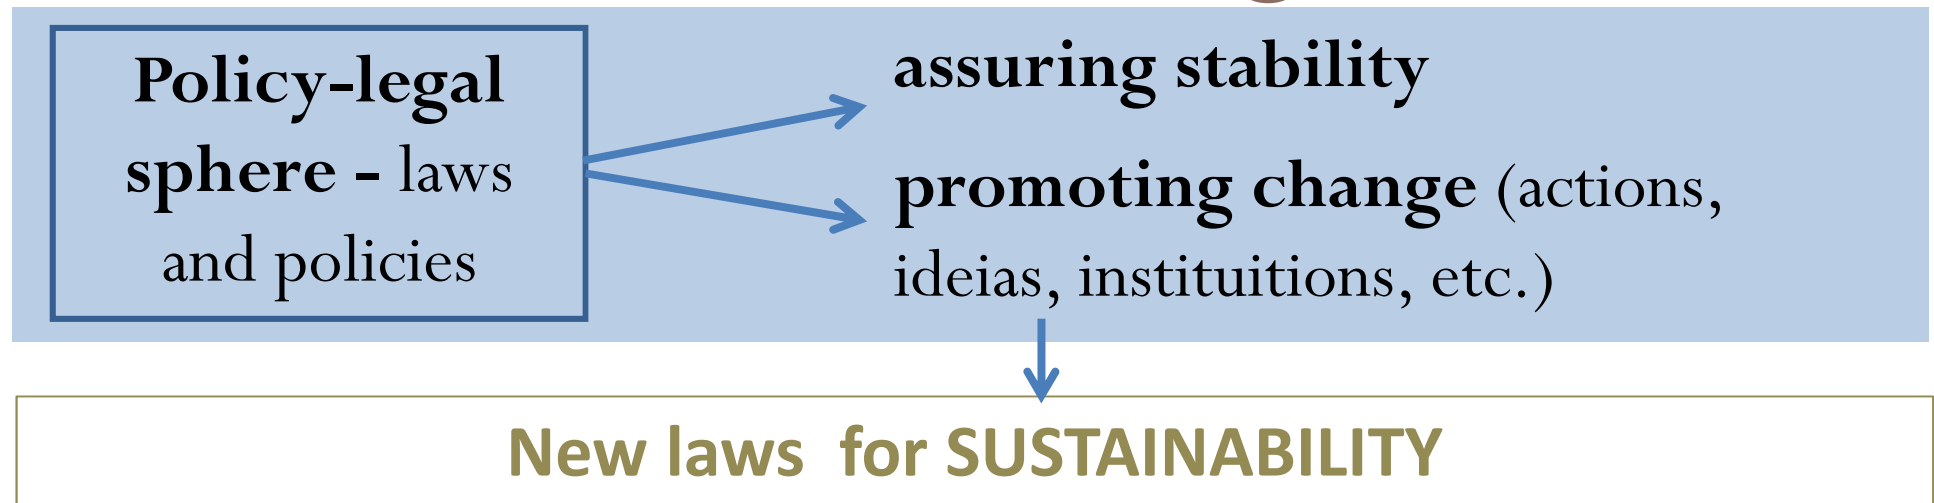 Policy-legal
sphere - laws
and policies
assuring stability
promoting change (actions,
ideias, instituitions, etc.)
New laws  for SUSTAINABILITY